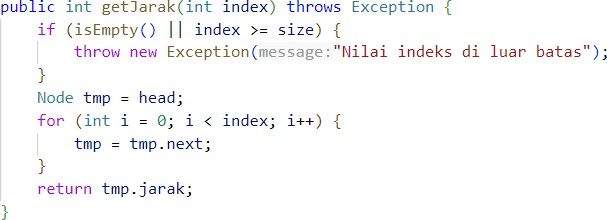 public int getJarak(int index) throws Exception {
    if (isEmpty() || index >= size) {
        throw new Exception(message:"Nilai indeks di luar batas");
    }
    Node tmp = head;
    for (int i = 0; i < index; i++) {
        tmp = tmp.next;
    }
    return tmp.jarak;
}